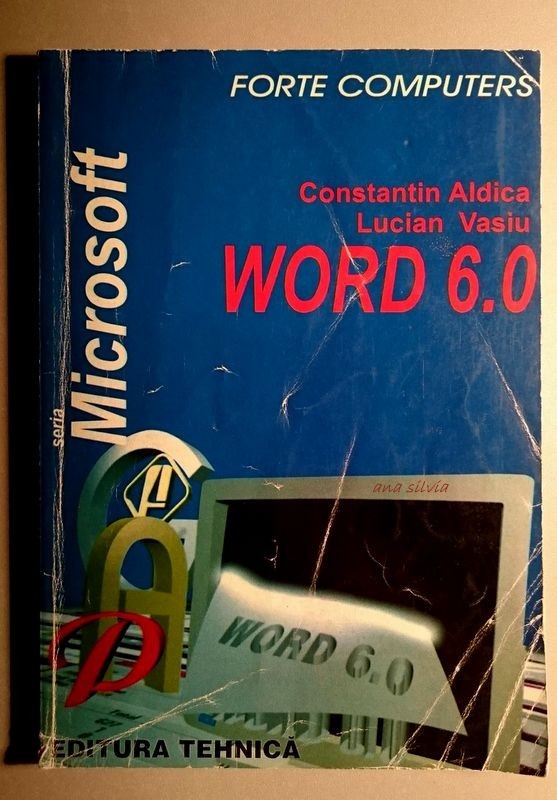 FORTE COMPUTERS
Constantin Aldica
Lucian Vasiu
WORD 6.0
seria
Microsoft
ana silvia
WORD 6.0
EDITURA TEHNICĂ